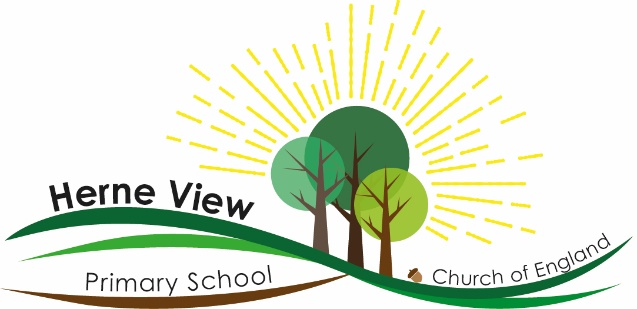 Herne View
Primary School
Church of England